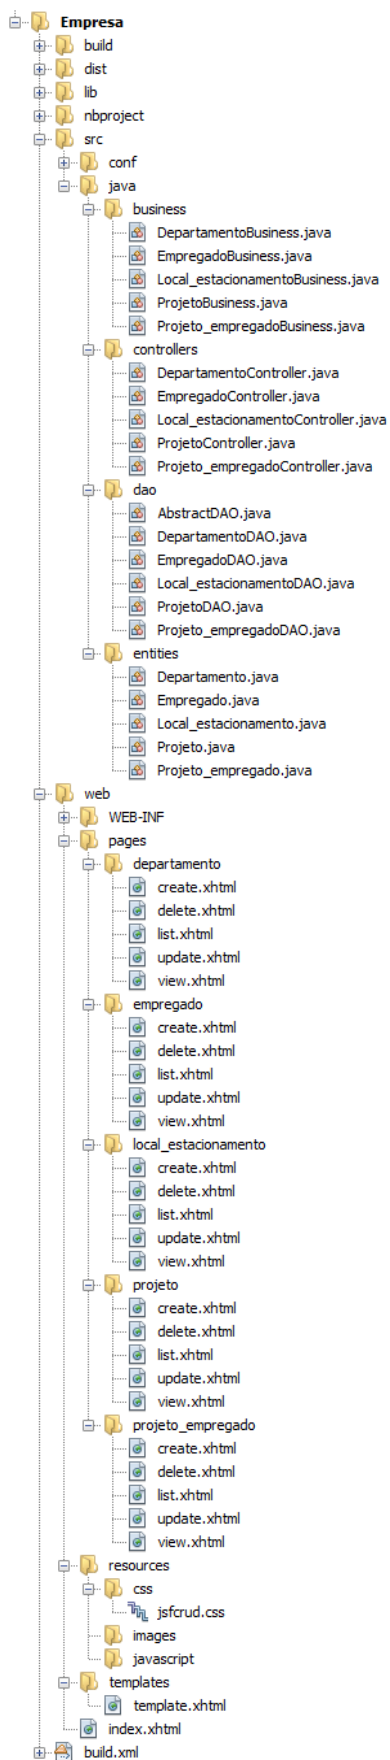 Empresa
build
dist
lib
nbproject
src
conf
java
business
DepartamentoBusiness.java
EmpregadoBusiness.java
Local_estacionamentoBusiness.java
ProjetoBusiness.java
Projeto_empregadoBusiness.java
controllers
DepartamentoController.java
EmpregadoController.java
Local_estacionamentoController.java
ProjetoController.java
Projeto_empregadoController.java
dao
AbstractDAO.java
DepartamentoDAO.java
EmpregadoDAO.java
Local_estacionamentoDAO.java
ProjetoDAO.java
Projeto_empregadoDAO.java
entities
Departamento.java
Empregado.java
Local_estacionamento.java
Projeto.java
Projeto_empregado.java
web
WEB-INF
pages
departamento
create.xhtml
delete.xhtml
list.xhtml
update.xhtml
view.xhtml
empregado
create.xhtml
delete.xhtml
list.xhtml
update.xhtml
view.xhtml
local_estacionamento
create.xhtml
delete.xhtml
list.xhtml
update.xhtml
view.xhtml
projeto
create.xhtml
delete.xhtml
list.xhtml
update.xhtml
view.xhtml
projeto_empregado
create.xhtml
delete.xhtml
list.xhtml
update.xhtml
view.xhtml
resources
css
jsfcrud.css
images
javascript
templates
template.xhtml
index.xhtml
build.xml